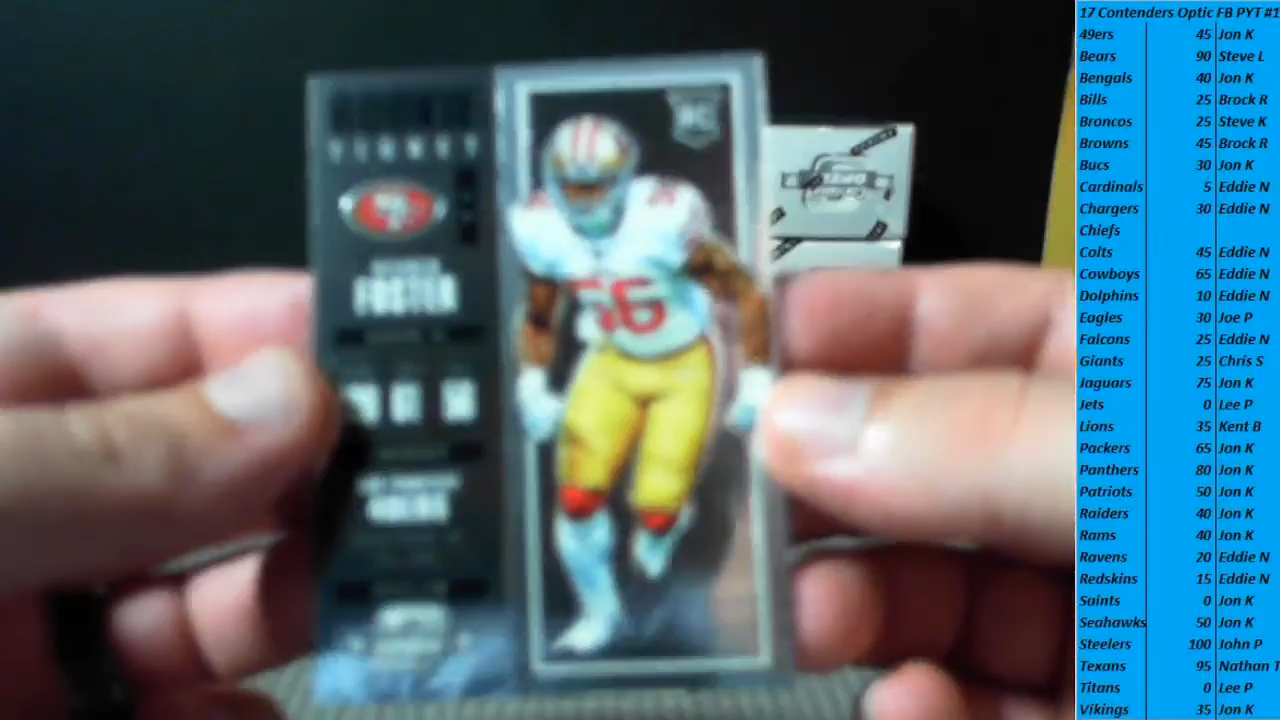 TICKET
RC
FOSTER
56
49ERS
17 Contenders Optic FB PYT #1
49ers 45 Jon K
Bears 90 Steve L
Bengals 40 Jon K
Bills 25 Brock R
Broncos 25 Steve K
Browns 45 Brock R
Bucs 30 Jon K
Cardinals 5 Eddie N
Chargers 30 Eddie N
Chiefs
Colts 45 Eddie N
Cowboys 65 Eddie N
Dolphins 10 Eddie N
Eagles 30 Joe P
Falcons 25 Eddie N
Giants 25 Chris S
Jaguars 75 Jon K
Jets 0 Lee P
Lions 35 Kent B
Packers 65 Jon K
Panthers 80 Jon K
Patriots 50 Jon K
Raiders 40 Jon K
Rams 40 Jon K
Ravens 20 Eddie N
Redskins 15 Eddie N
Saints 0 Jon K
Seahawks 50 Jon K
Steelers 100 John P
Texans 95 Nathan T
Titans 0 Lee P
Vikings 35 Jon K